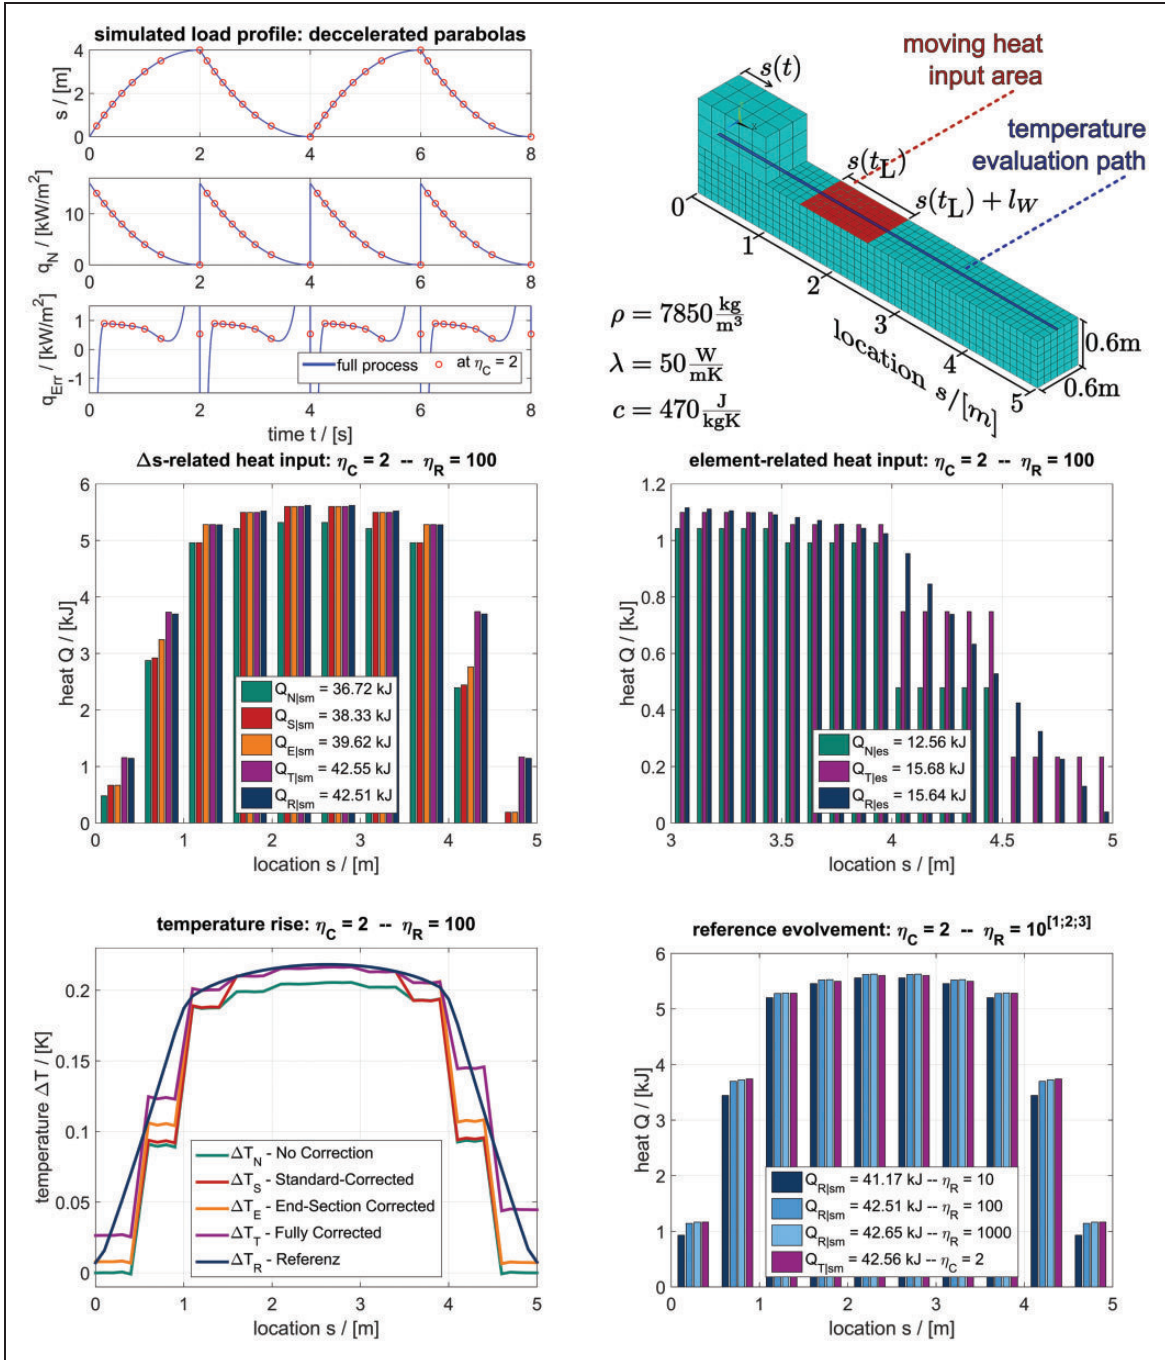 simulated load profile: deccelerated parabolas
s / [m]
4
2
0
0 2 4 6 8
q_N / [kW/m²]
10
0
0 2 4 6 8
q_Err / [kW/m²]
1
0
-1
full process
at η_C = 2
0 2 4 6 8
time t / [s]
s(t)
moving heat
input area
temperature
evaluation path
s(t_L)
s(t_L) + l_W
0
1
2
3
4
5
location s/[m]
0.6m
0.6m
ρ = 7850 kg/m³
λ = 50 W/mK
c = 470 J/kgK
Δs-related heat input: η_C = 2 -- η_R = 100
heat Q / [kJ]
6
5
4
3
2
1
0
Q_N|sm = 36.72 kJ
Q_S|sm = 38.33 kJ
Q_E|sm = 39.62 kJ
Q_T|sm = 42.55 kJ
Q_R|sm = 42.51 kJ
0 1 2 3 4 5
location s / [m]
element-related heat input: η_C = 2 -- η_R = 100
heat Q / [kJ]
1.2
1
0.8
0.6
0.4
0.2
0
Q_N|es = 12.56 kJ
Q_T|es = 15.68 kJ
Q_R|es = 15.64 kJ
3 3.5 4 4.5 5
location s / [m]
temperature rise: η_C = 2 -- η_R = 100
temperature ΔT / [K]
0.2
0.15
0.1
0.05
0
ΔT_N - No Correction
ΔT_S - Standard-Corrected
ΔT_E - End-Section Corrected
ΔT_T - Fully Corrected
ΔT_R - Referenz
0 1 2 3 4 5
location s / [m]
reference evolvement: η_C = 2 -- η_R = 10^[1;2;3]
heat Q / [kJ]
6
5
4
3
2
1
0
Q_R|sm = 41.17 kJ -- η_R = 10
Q_R|sm = 42.51 kJ -- η_R = 100
Q_R|sm = 42.65 kJ -- η_R = 1000
Q_T|sm = 42.56 kJ -- η_C = 2
0 1 2 3 4 5
location s / [m]